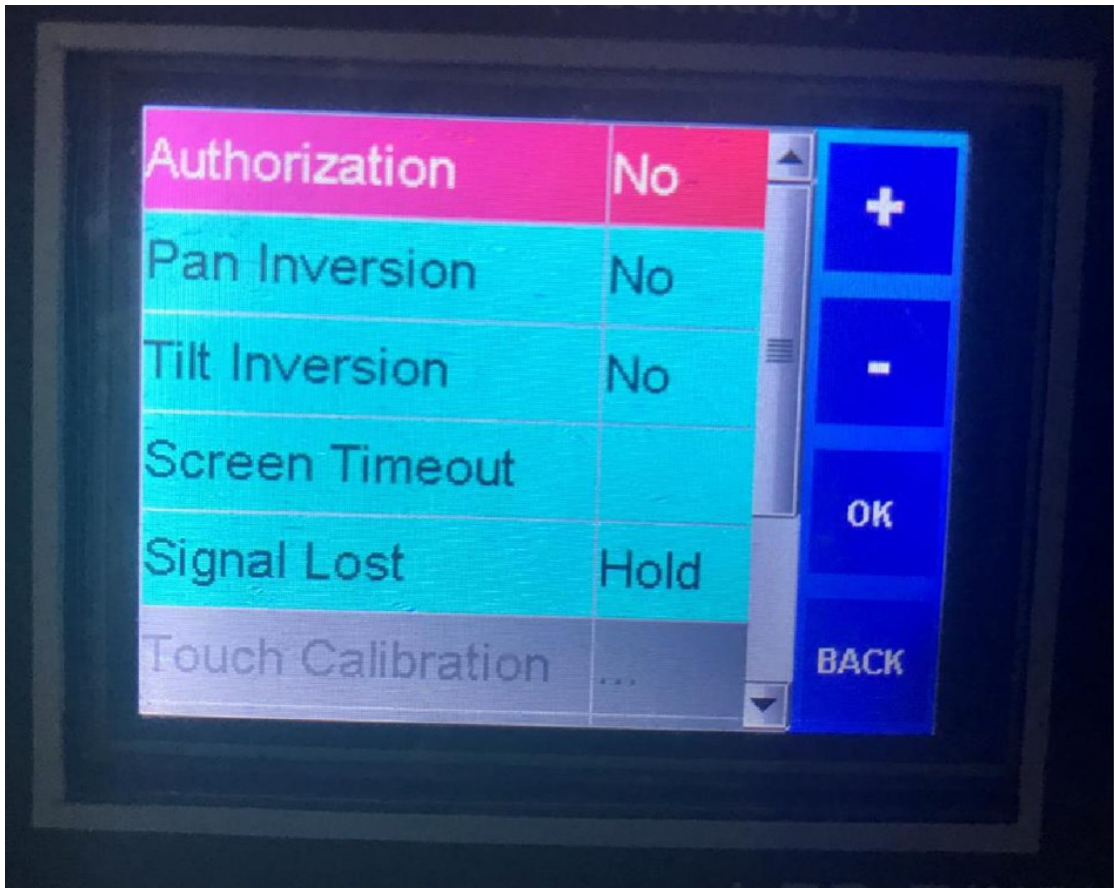 Authorization No
Pan Inversion No
Tilt Inversion No
Screen Timeout
Signal Lost Hold
Touch Calibration ...
+
-
OK
BACK